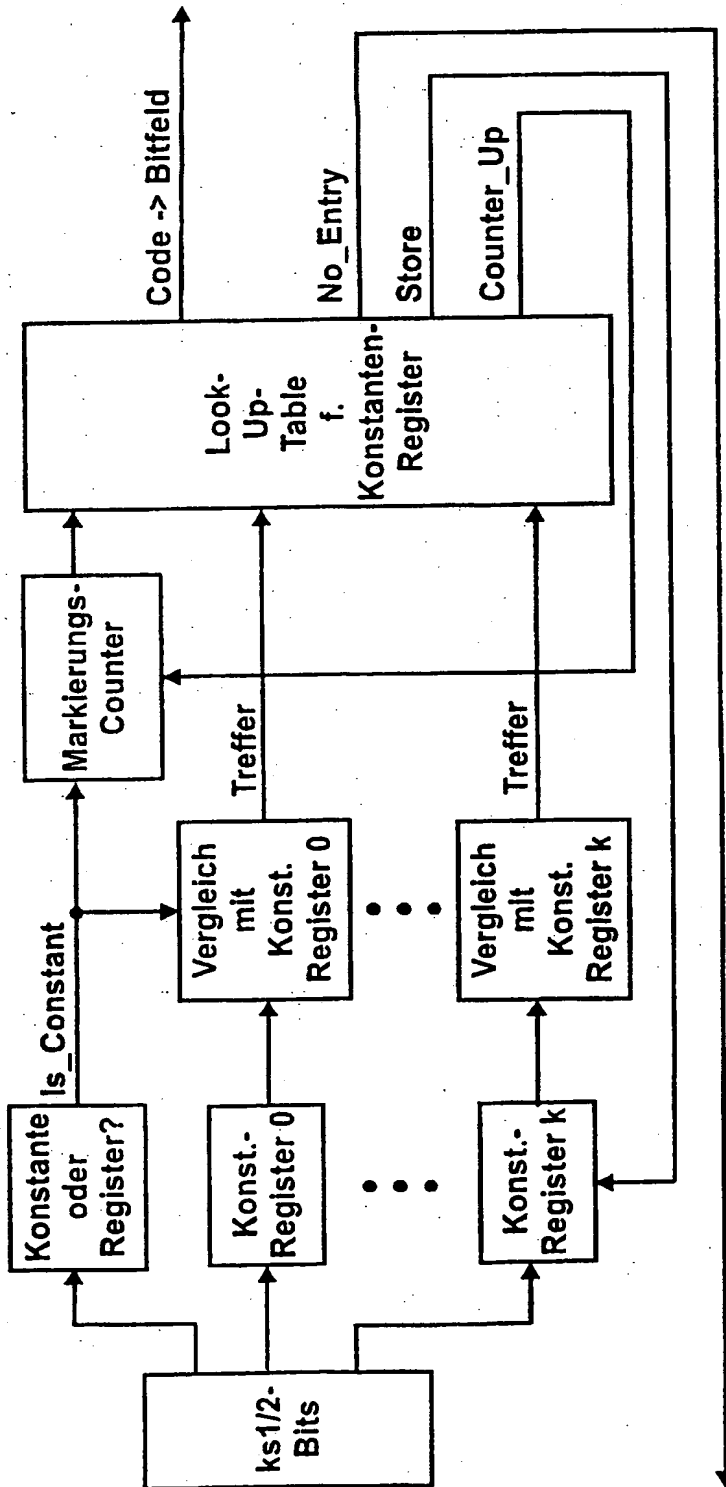 ks1/2-
Bits
Konstante
oder
Register?
Is_Constant
Konst.-
Register 0
Konst.-
Register k
Vergleich
mit
Konst.
Register 0
Vergleich
mit
Konst.
Register k
Treffer
Treffer
Markierungs-
Counter
Look-
Up-
Table
f.
Konstanten-
Register
Code -> Bitfeld
No_Entry
Store
Counter_Up